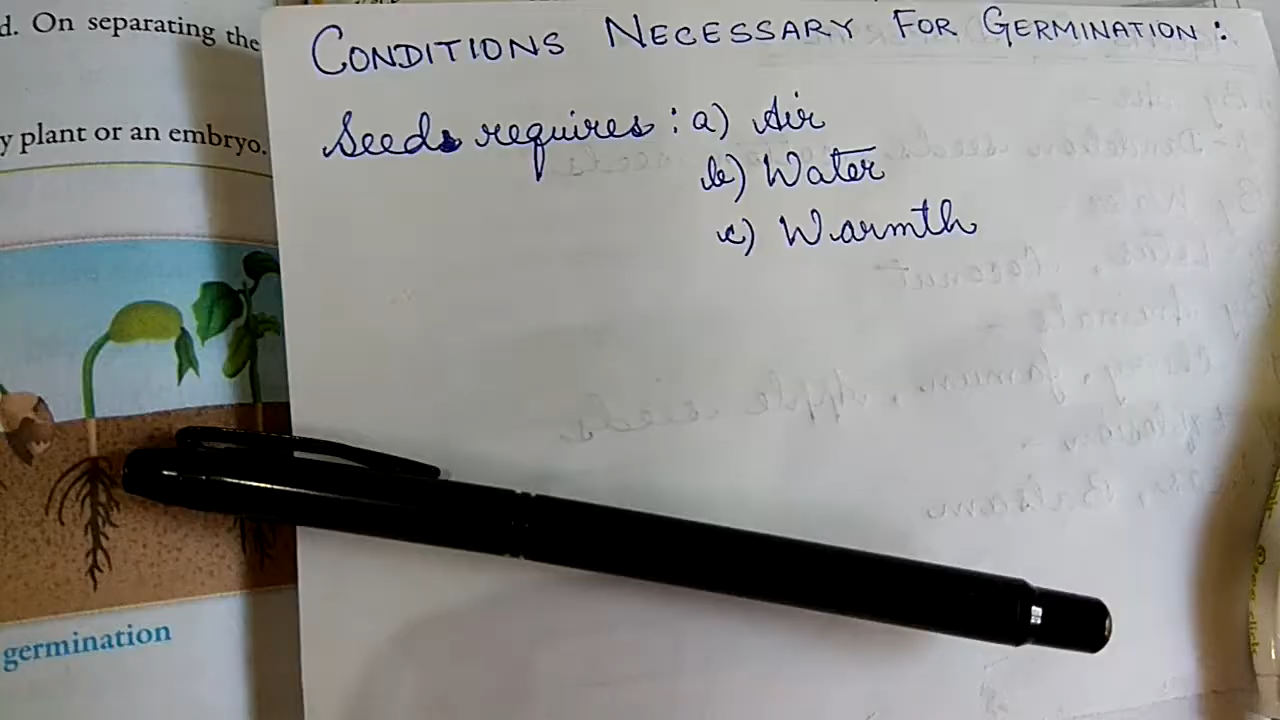 d. On separating the
y plant or an embryo.
germination
CONDITIONS NECESSARY FOR GERMINATION :
Seeds requires : a) Air
b) Water
c) Warmth